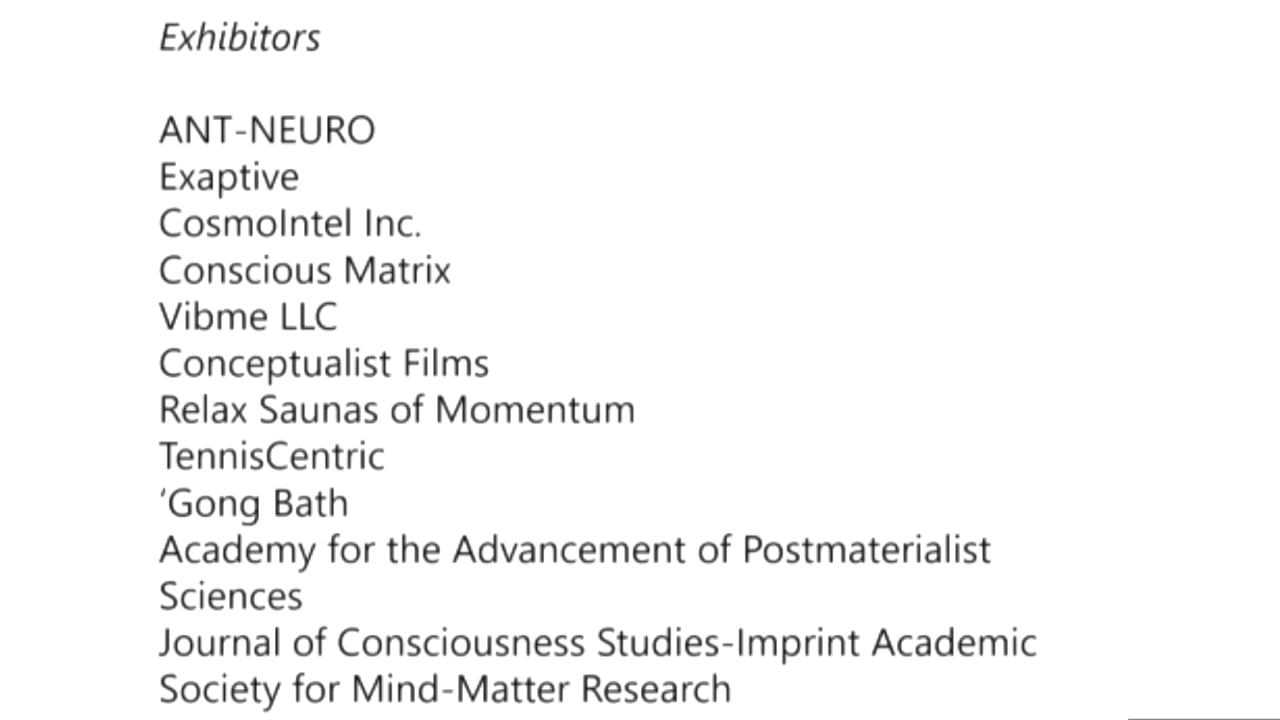 Exhibitors
ANT-NEURO
Exaptive
CosmoIntel Inc.
Conscious Matrix
Vibme LLC
Conceptualist Films
Relax Saunas of Momentum
TennisCentric
‘Gong Bath
Academy for the Advancement of Postmaterialist
Sciences
Journal of Consciousness Studies-Imprint Academic
Society for Mind-Matter Research